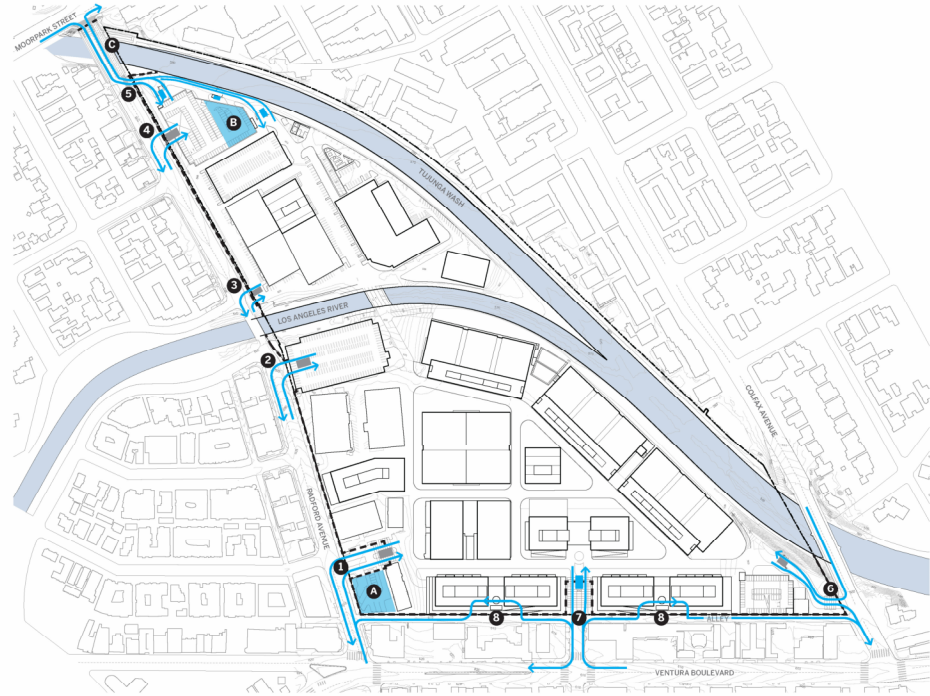 MOORPARK STREET
C
5
4
B
TUJUNGA WASH
3
LOS ANGELES RIVER
2
COLFAX AVENUE
RADFORD AVENUE
1
A
G
8
7
8
ALLEY
VENTURA BOULEVARD